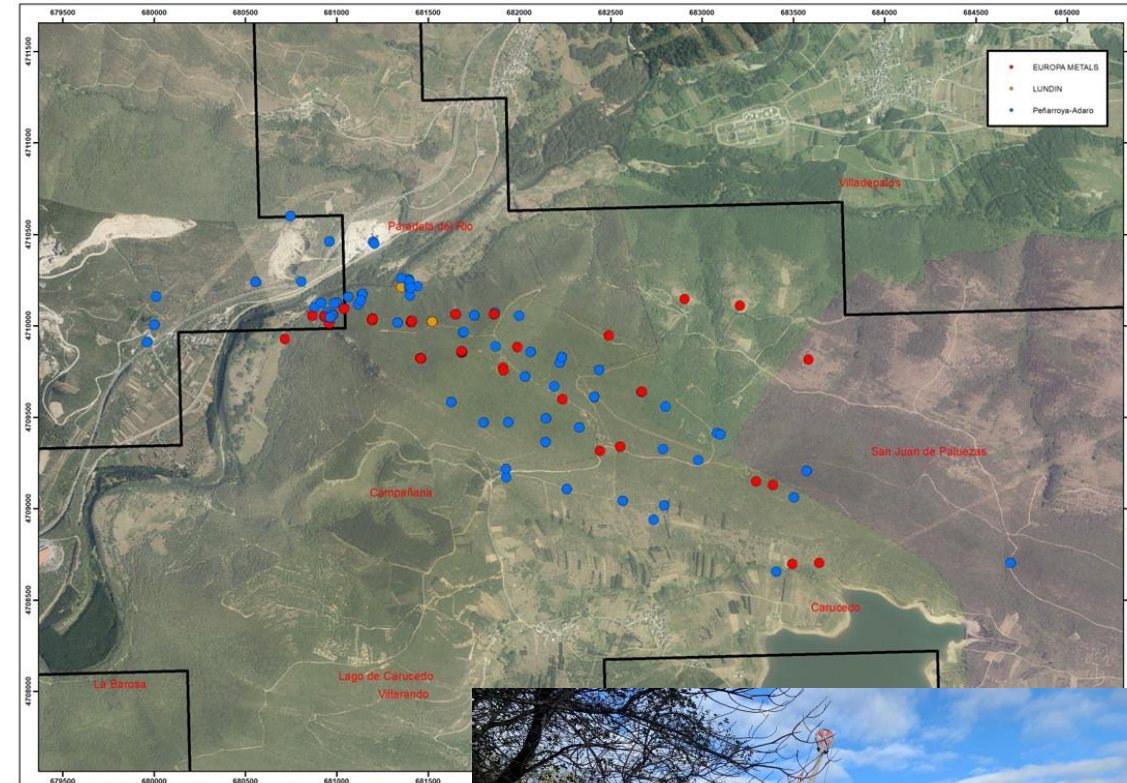 679500 680000 680500 681000 681500 682000 682500 683000 683500 684000 684500 685000
4711500
EUROPA METALS
LUNDIN
Peñarroya-Adaro
4711000
Villadepalos
4710500
Paradela del Rio
4710000
4709500
San Juan de Paluezas
Campañana
4709000
4708500
Carucedo
La Barosa
Lago de Carucedo
4708000
Villarando
679500 680000 680500 681000 681500